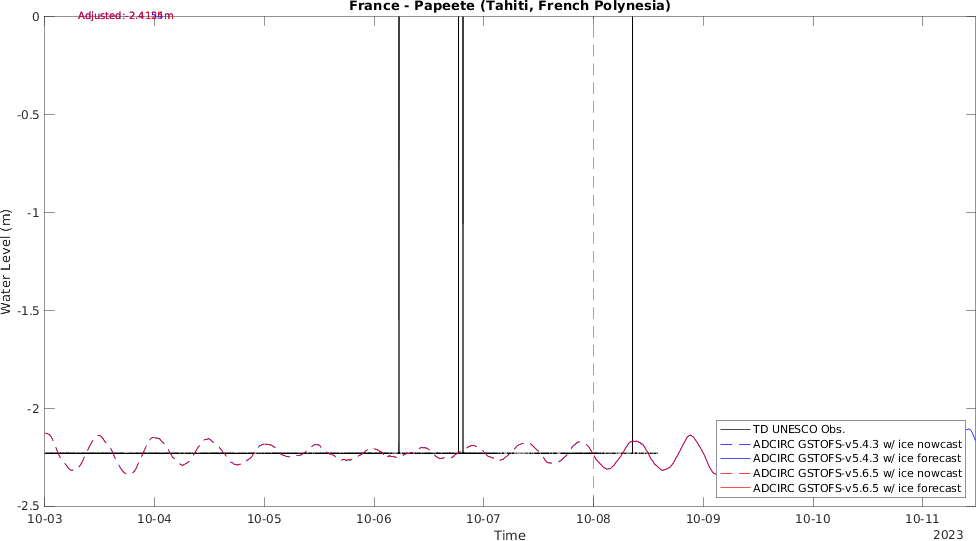 France - Papeete (Tahiti, French Polynesia)
Adjusted:
0
-0.5
-1
-1.5
-2
-2.5
Water Level (m)
TD UNESCO Obs.
ADCIRC GSTOFS-v5.4.3 w/ ice nowcast
ADCIRC GSTOFS-v5.4.3 w/ ice forecast
ADCIRC GSTOFS-v5.6.5 w/ ice nowcast
ADCIRC GSTOFS-v5.6.5 w/ ice forecast
10-03 10-04 10-05 10-06 10-07 10-08 10-09 10-10 10-11
Time
2023